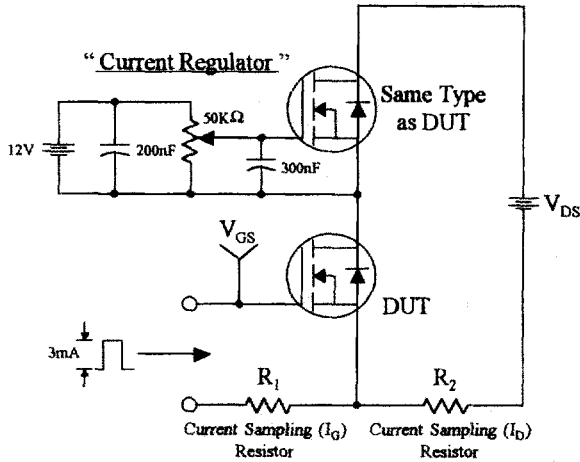 “ Current Regulator ”
Same Type
as DUT
50KΩ
12V
200nF
300nF
V_DS
V_GS
DUT
3mA
R_1
R_2
Current Sampling (I_G)
Resistor
Current Sampling (I_D)
Resistor